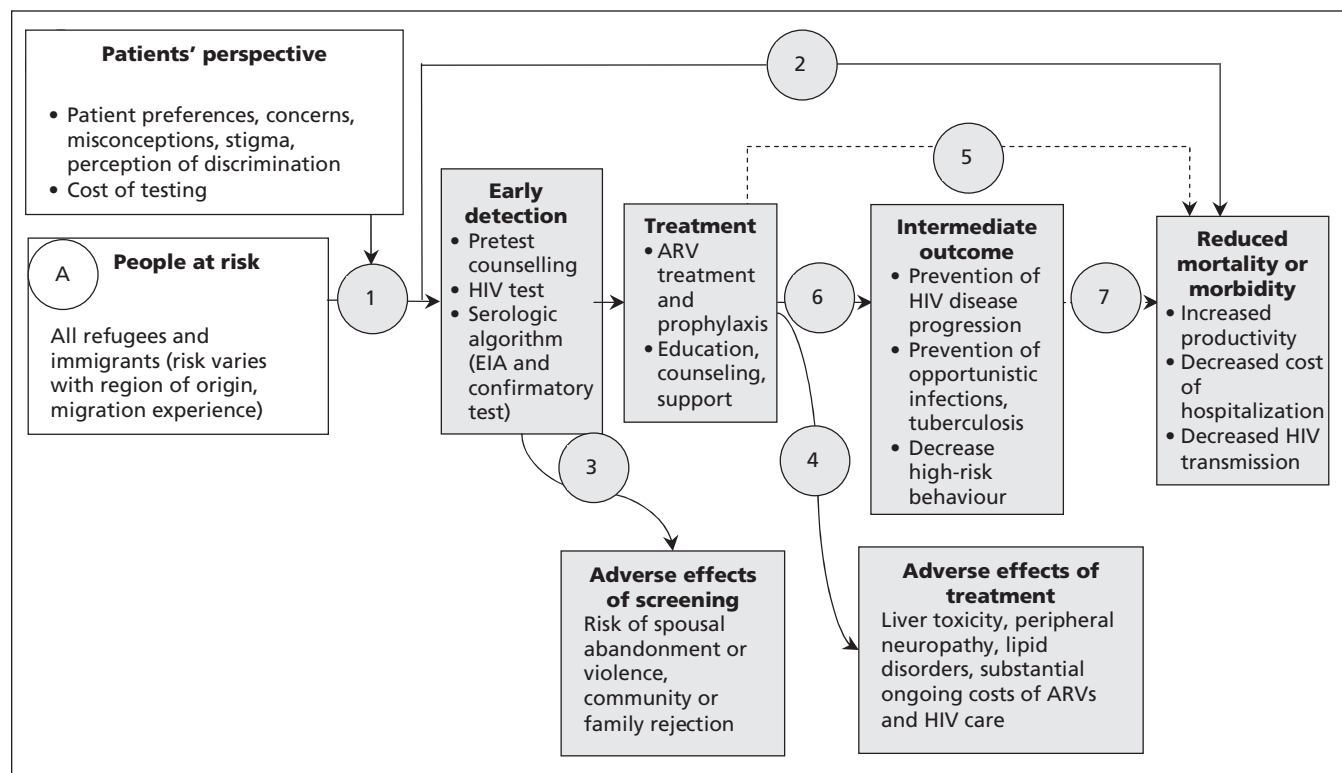 Patients’ perspective
• Patient preferences, concerns,
misconceptions, stigma,
perception of discrimination
• Cost of testing
A
People at risk
All refugees and
immigrants (risk varies
with region of origin,
migration experience)
1
2
Early
detection
• Pretest
counselling
• HIV test
• Serologic
algorithm
(EIA and
confirmatory
test)
3
Adverse effects
of screening
Risk of spousal
abandonment or
violence,
community or
family rejection
Treatment
• ARV
treatment
and
prophylaxis
• Education,
counseling,
support
5
6
4
Intermediate
outcome
• Prevention of
HIV disease
progression
• Prevention of
opportunistic
infections,
tuberculosis
• Decrease
high-risk
behaviour
Adverse effects of
treatment
Liver toxicity, peripheral
neuropathy, lipid
disorders, substantial
ongoing costs of ARVs
and HIV care
7
Reduced
mortality or
morbidity
• Increased
productivity
• Decreased cost
of
hospitalization
• Decreased HIV
transmission